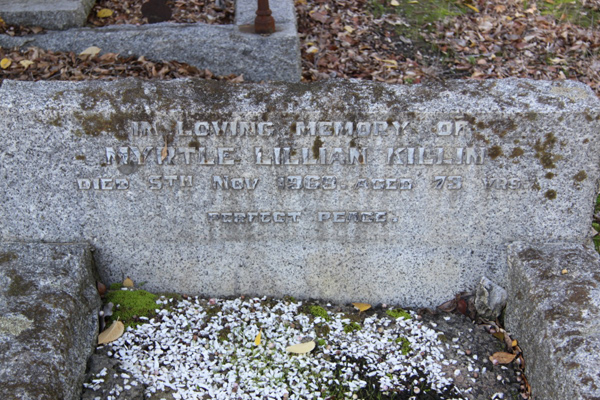 IN LOVING MEMORY OF
MYRTLE LILLIAN KILLIN
DIED 5TH NOV 1968 AGED 75 YRS.
PERFECT PEACE.